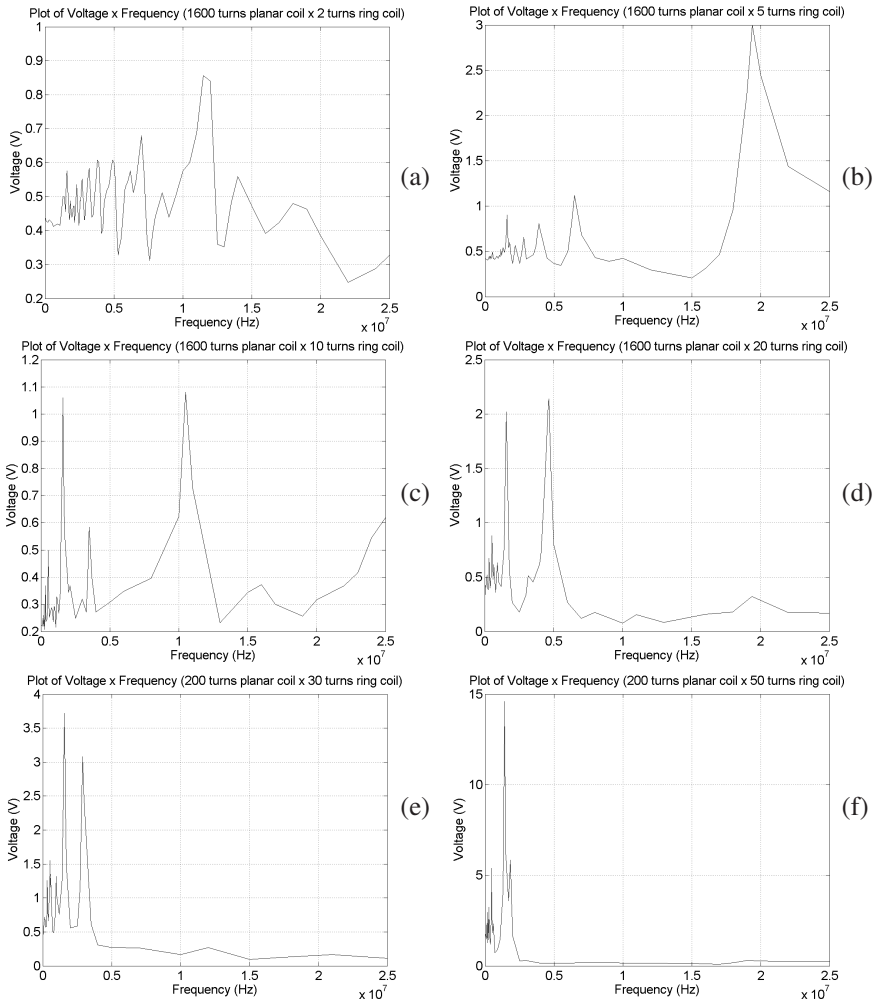 Plot of Voltage x Frequency (1600 turns planar coil x 2 turns ring coil)
1
0.9
0.8
0.7
0.6
0.5
0.4
0.3
0.2
Voltage (V)
0
0.5
1
1.5
2
2.5
x 10^7
Frequency (Hz)
(a)
Plot of Voltage x Frequency (1600 turns planar coil x 5 turns ring coil)
3
2.5
2
1.5
1
0.5
0
Voltage (V)
0
0.5
1
1.5
2
2.5
x 10^7
Frequency (Hz)
(b)
Plot of Voltage x Frequency (1600 turns planar coil x 10 turns ring coil)
1.2
1.1
1
0.9
0.8
0.7
0.6
0.5
0.4
0.3
0.2
Voltage (V)
0
0.5
1
1.5
2
2.5
x 10^7
Frequency (Hz)
(c)
Plot of Voltage x Frequency (1600 turns planar coil x 20 turns ring coil)
2.5
2
1.5
1
0.5
0
Voltage (V)
0
0.5
1
1.5
2
2.5
x 10^7
Frequency (Hz)
(d)
Plot of Voltage x Frequency (200 turns planar coil x 30 turns ring coil)
4
3.5
3
2.5
2
1.5
1
0.5
0
Voltage (V)
0
0.5
1
1.5
2
2.5
x 10^7
Frequency (Hz)
(e)
Plot of Voltage x Frequency (200 turns planar coil x 50 turns ring coil)
15
10
5
0
Voltage (V)
0
0.5
1
1.5
2
2.5
x 10^7
Frequency (Hz)
(f)